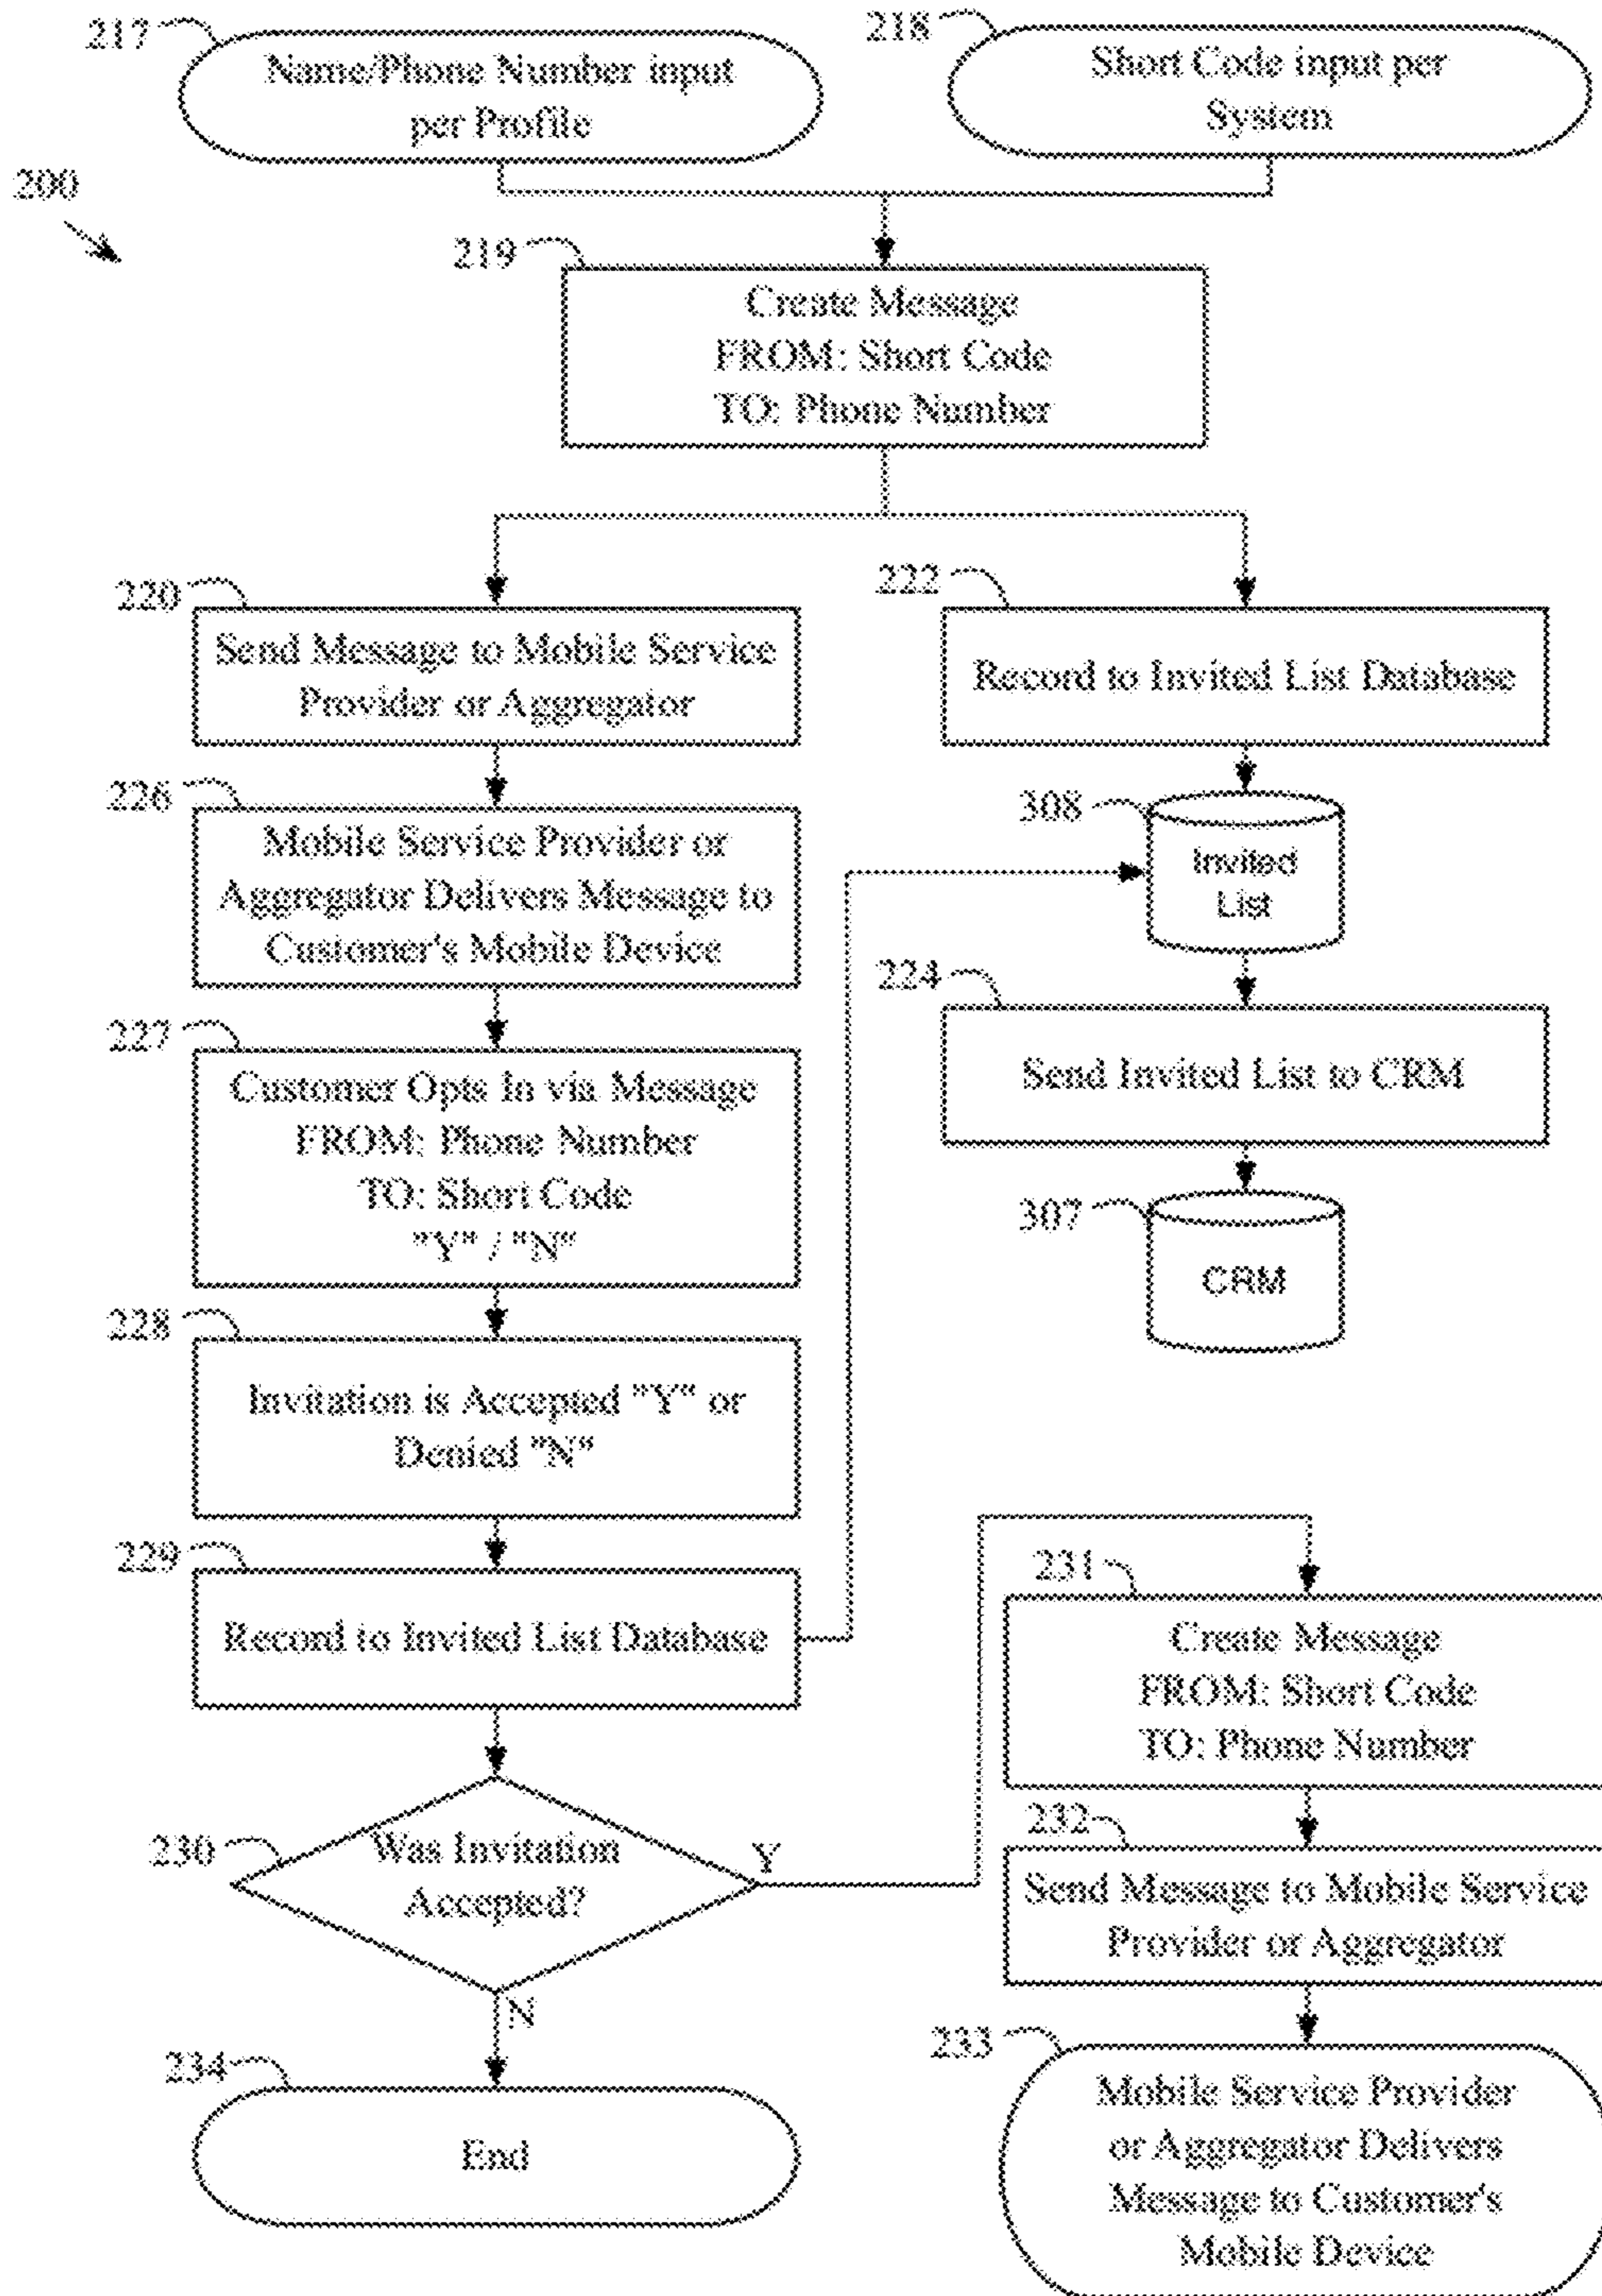 217
Name/Phone Number input
per Profile
218
Short Code input per
System
200
219
Create Message
FROM: Short Code
TO: Phone Number
220
Send Message to Mobile Service
Provider or Aggregator
222
Record to Invited List Database
226
Mobile Service Provider or
Aggregator Delivers Message to
Customer's Mobile Device
308
Invited
List
224
Send Invited List to CRM
227
Customer Opts In via Message
FROM: Phone Number
TO: Short Code
"Y" / "N"
307
CRM
228
Invitation is Accepted "Y" or
Denied "N"
229
Record to Invited List Database
231
Create Message
FROM: Short Code
TO: Phone Number
230
Was Invitation
Accepted?
Y
N
232
Send Message to Mobile Service
Provider or Aggregator
234
End
233
Mobile Service Provider
or Aggregator Delivers
Message to Customer's
Mobile Device